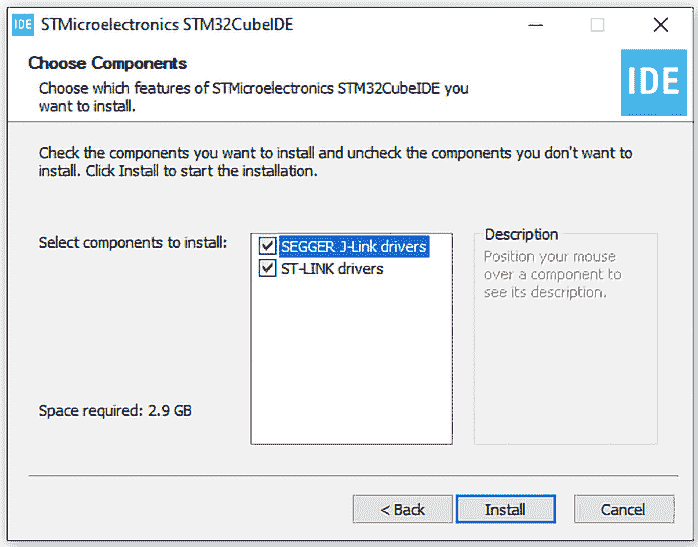 IDE STMicroelectronics STM32CubeIDE
Choose Components
Choose which features of STMicroelectronics STM32CubeIDE you
want to install.
IDE
Check the components you want to install and uncheck the components you don't want to
install. Click Install to start the installation.
Select components to install:
SEGGER J-Link drivers
ST-LINK drivers
Description
Position your mouse
over a component to
see its description.
Space required: 2.9 GB
< Back
Install
Cancel